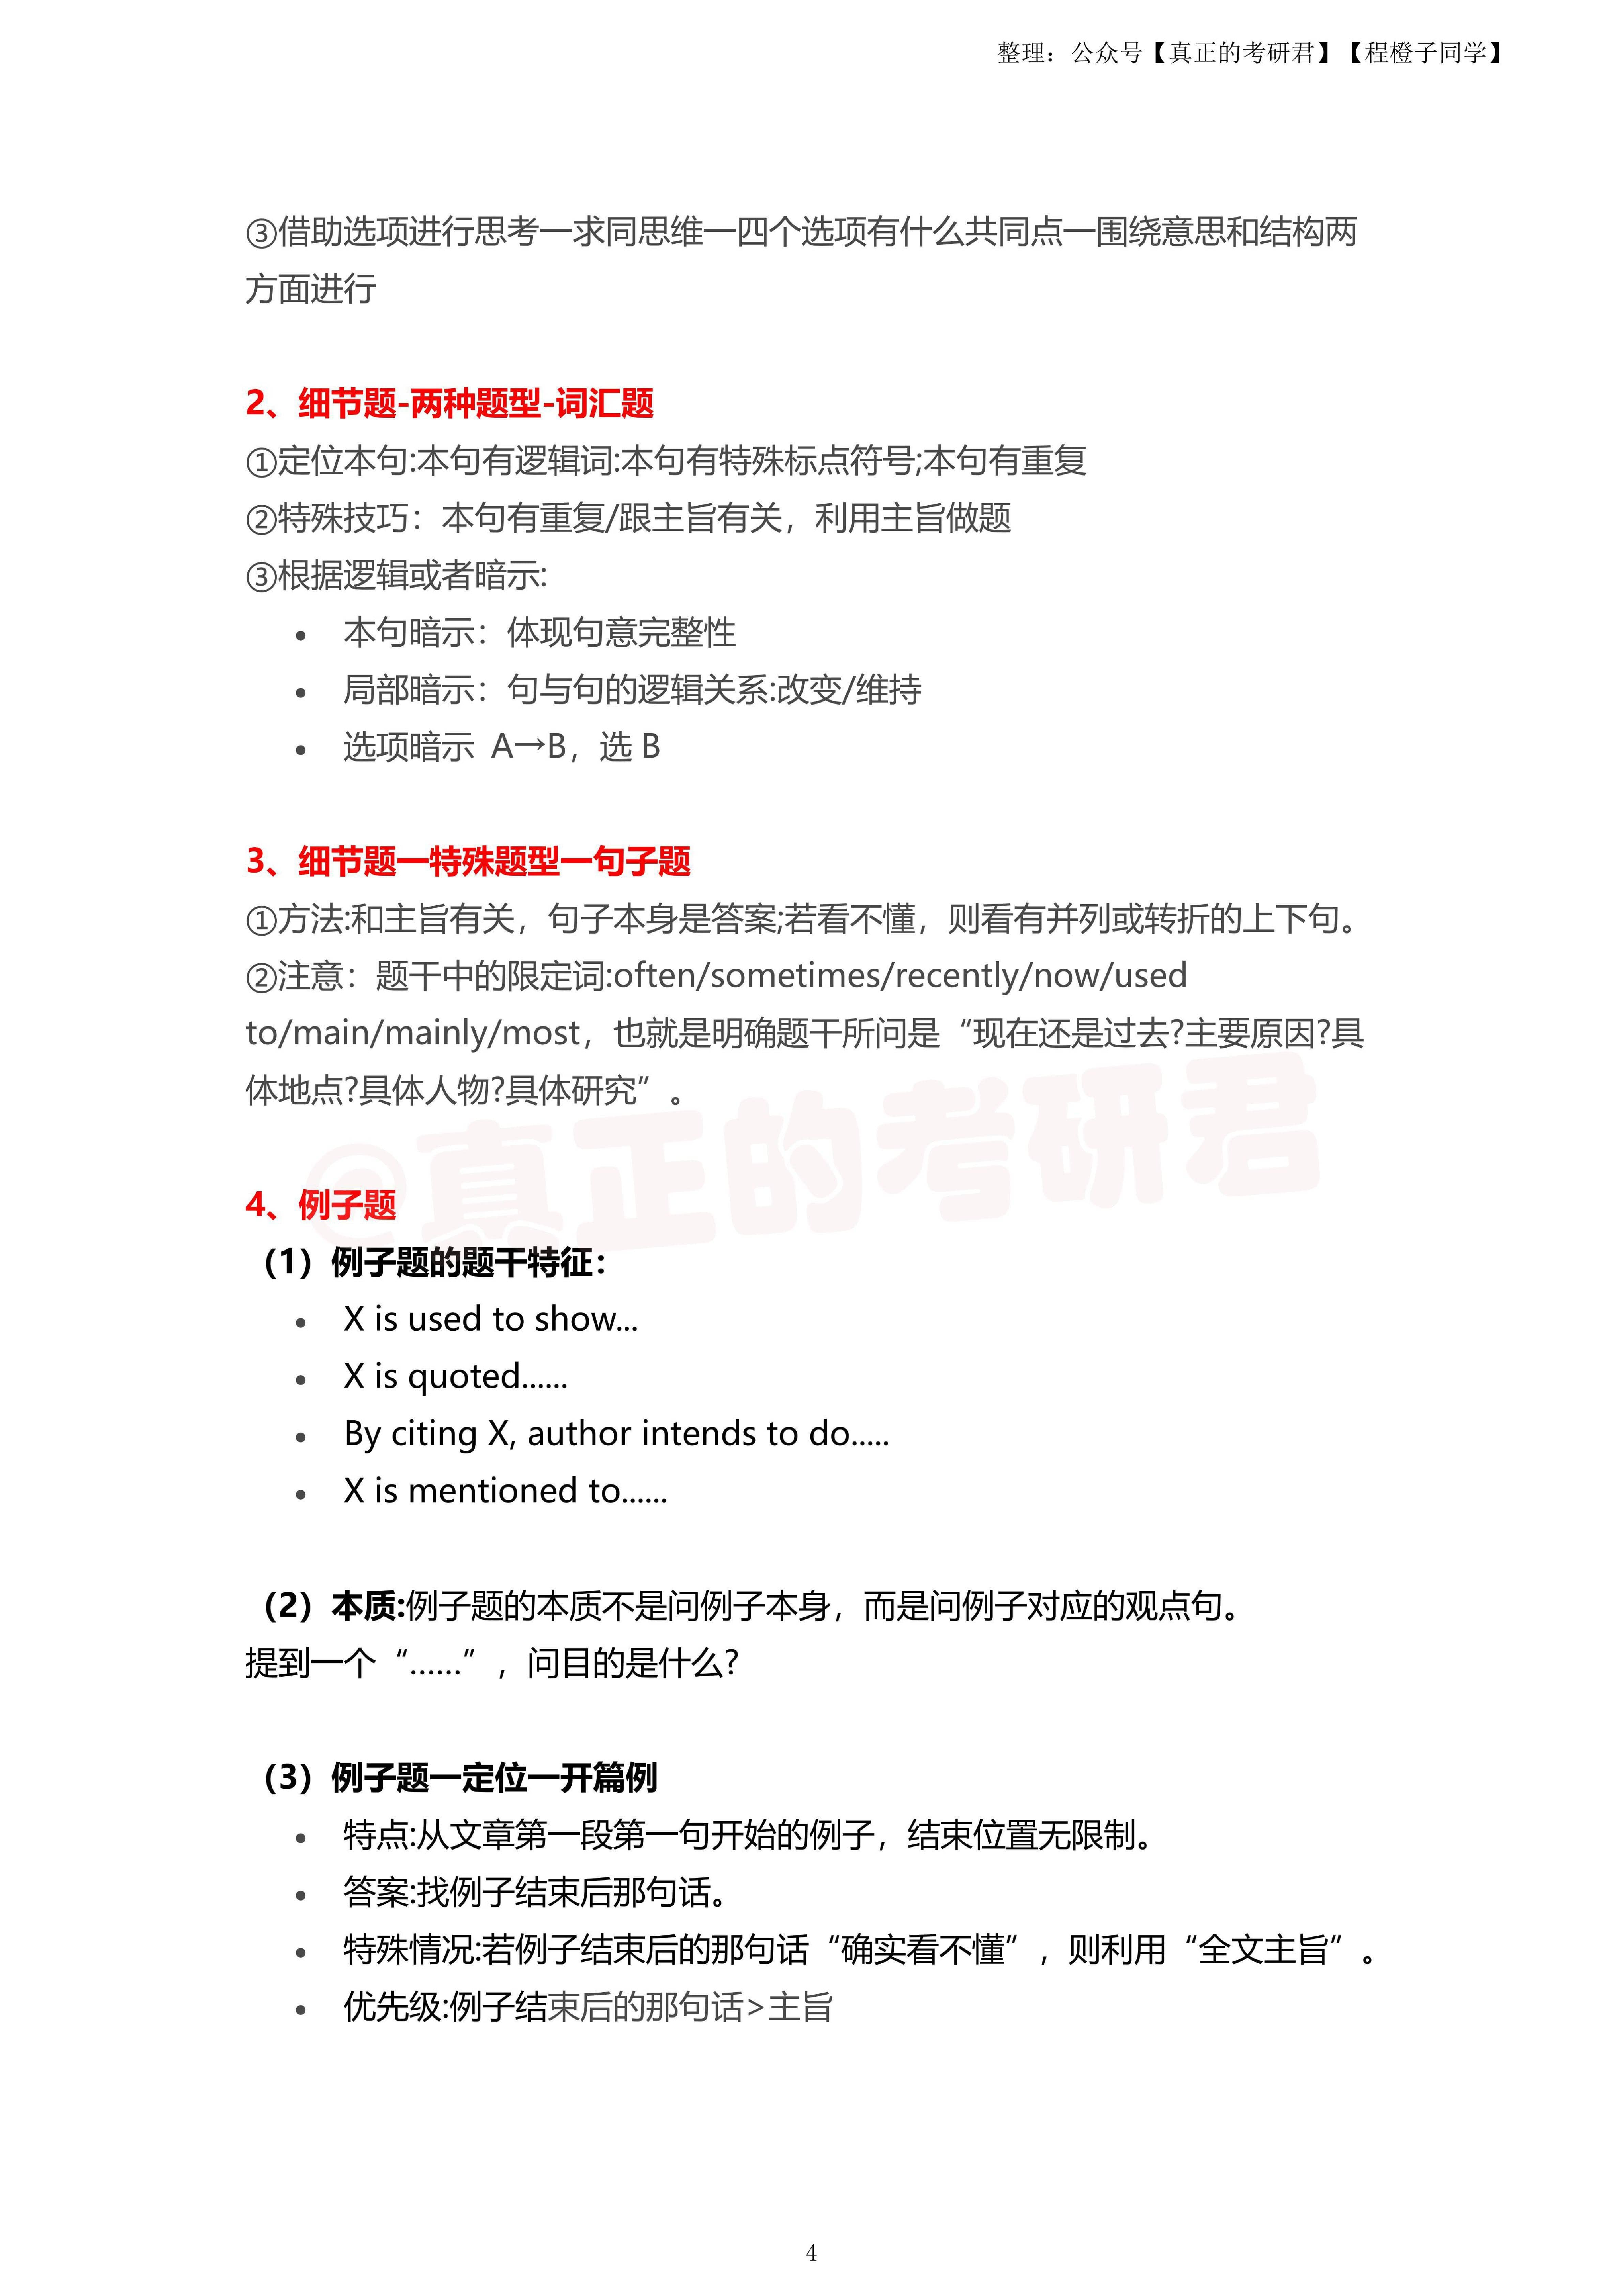 整理：公众号【真正的考研君】【程橙子同学】
③借助选项进行思考一求同思维一四个选项有什么共同点一围绕意思和结构两
方面进行
2、细节题-两种题型-词汇题
①定位本句:本句有逻辑词:本句有特殊标点符号;本句有重复
②特殊技巧：本句有重复/跟主旨有关，利用主旨做题
③根据逻辑或者暗示:
• 本句暗示：体现句意完整性
• 局部暗示：句与句的逻辑关系:改变/维持
• 选项暗示 A→B，选 B
3、细节题一特殊题型一句子题
①方法:和主旨有关，句子本身是答案;若看不懂，则看有并列或转折的上下句。
②注意：题干中的限定词:often/sometimes/recently/now/used
to/main/mainly/most，也就是明确题干所问是“现在还是过去?主要原因?具
体地点?具体人物?具体研究”。
@真正的考研君
4、例子题
（1）例子题的题干特征：
• X is used to show...
• X is quoted......
• By citing X, author intends to do.....
• X is mentioned to......
（2）本质:例子题的本质不是问例子本身，而是问例子对应的观点句。
提到一个“......”，问目的是什么?
（3）例子题一定位一开篇例
• 特点:从文章第一段第一句开始的例子，结束位置无限制。
• 答案:找例子结束后那句话。
• 特殊情况:若例子结束后的那句话“确实看不懂”，则利用“全文主旨”。
• 优先级:例子结束后的那句话>主旨
4